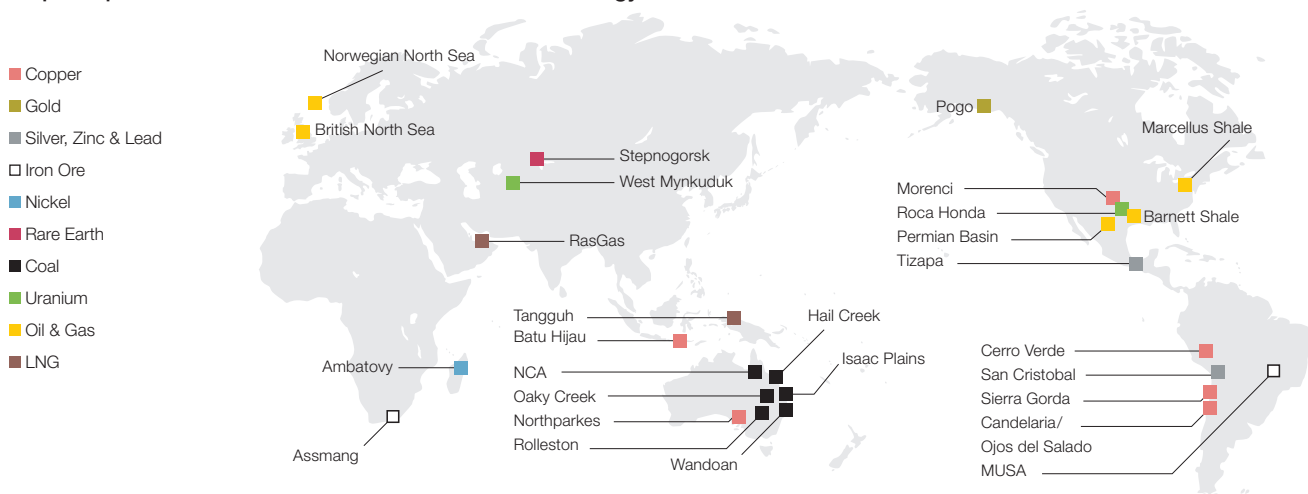 Copper
Gold
Silver, Zinc & Lead
Iron Ore
Nickel
Rare Earth
Coal
Uranium
Oil & Gas
LNG
Norwegian North Sea
British North Sea
Stepnogorsk
West Mynkuduk
RasGas
Tangguh
Batu Hijau
Hail Creek
Isaac Plains
Ambatovy
NCA
Oaky Creek
Northparkes
Rolleston
Wandoan
Assmang
Pogo
Marcellus Shale
Morenci
Roca Honda
Barnett Shale
Permian Basin
Tizapa
Cerro Verde
San Cristobal
Sierra Gorda
Candelaria/
Ojos del Salado
MUSA